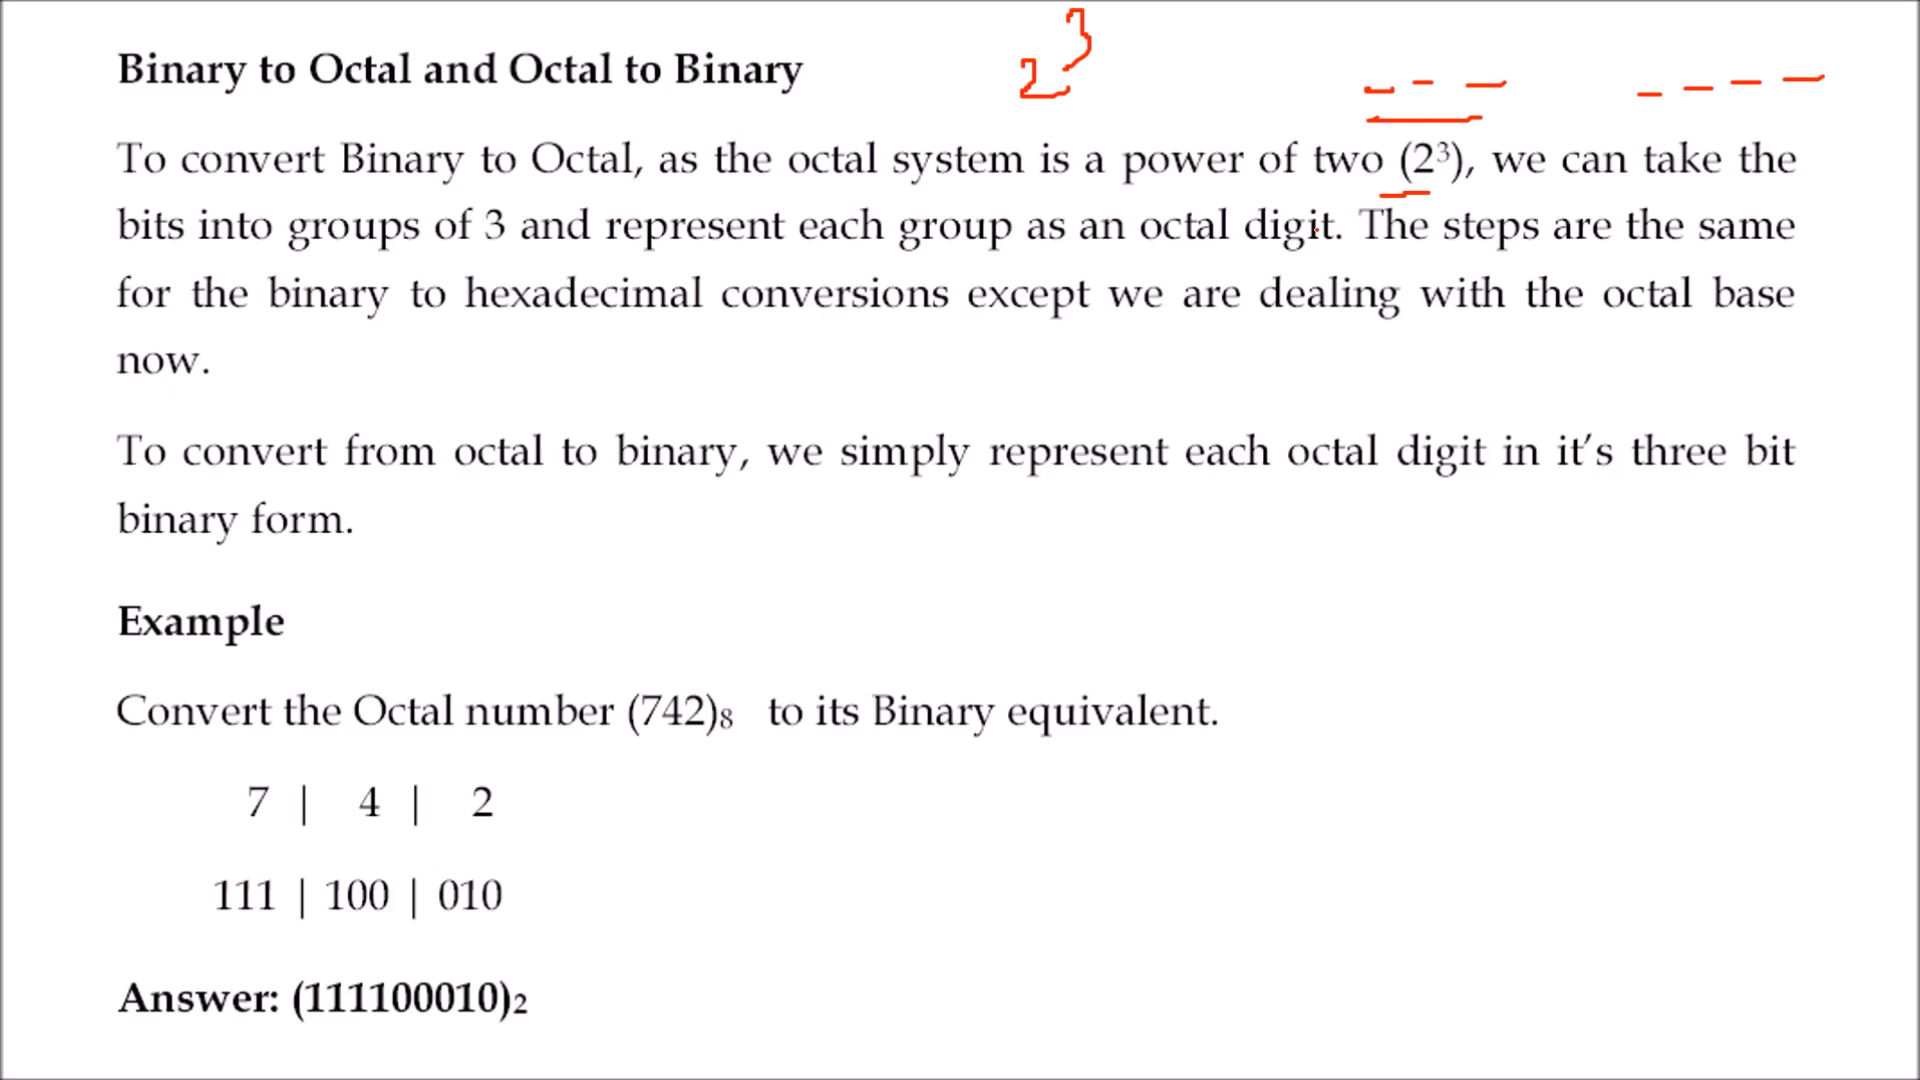 Binary to Octal and Octal to Binary
2³
To convert Binary to Octal, as the octal system is a power of two (2³), we can take the
bits into groups of 3 and represent each group as an octal digit. The steps are the same
for the binary to hexadecimal conversions except we are dealing with the octal base
now.
To convert from octal to binary, we simply represent each octal digit in it's three bit
binary form.
Example
Convert the Octal number (742)₈ to its Binary equivalent.
7 | 4 | 2
111 | 100 | 010
Answer: (111100010)₂